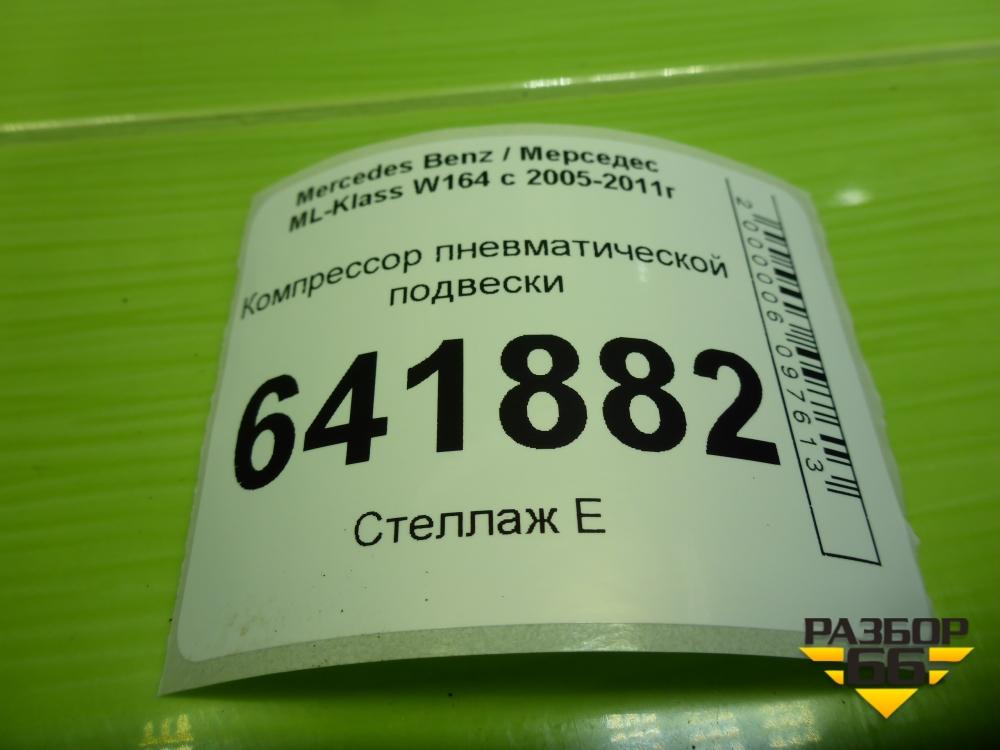 Mercedes Benz / Мерседес
ML-Klass W164 с 2005-2011г
Компрессор пневматической
подвески
641882
Стеллаж Е
2000006097613
РАЗБОР
66